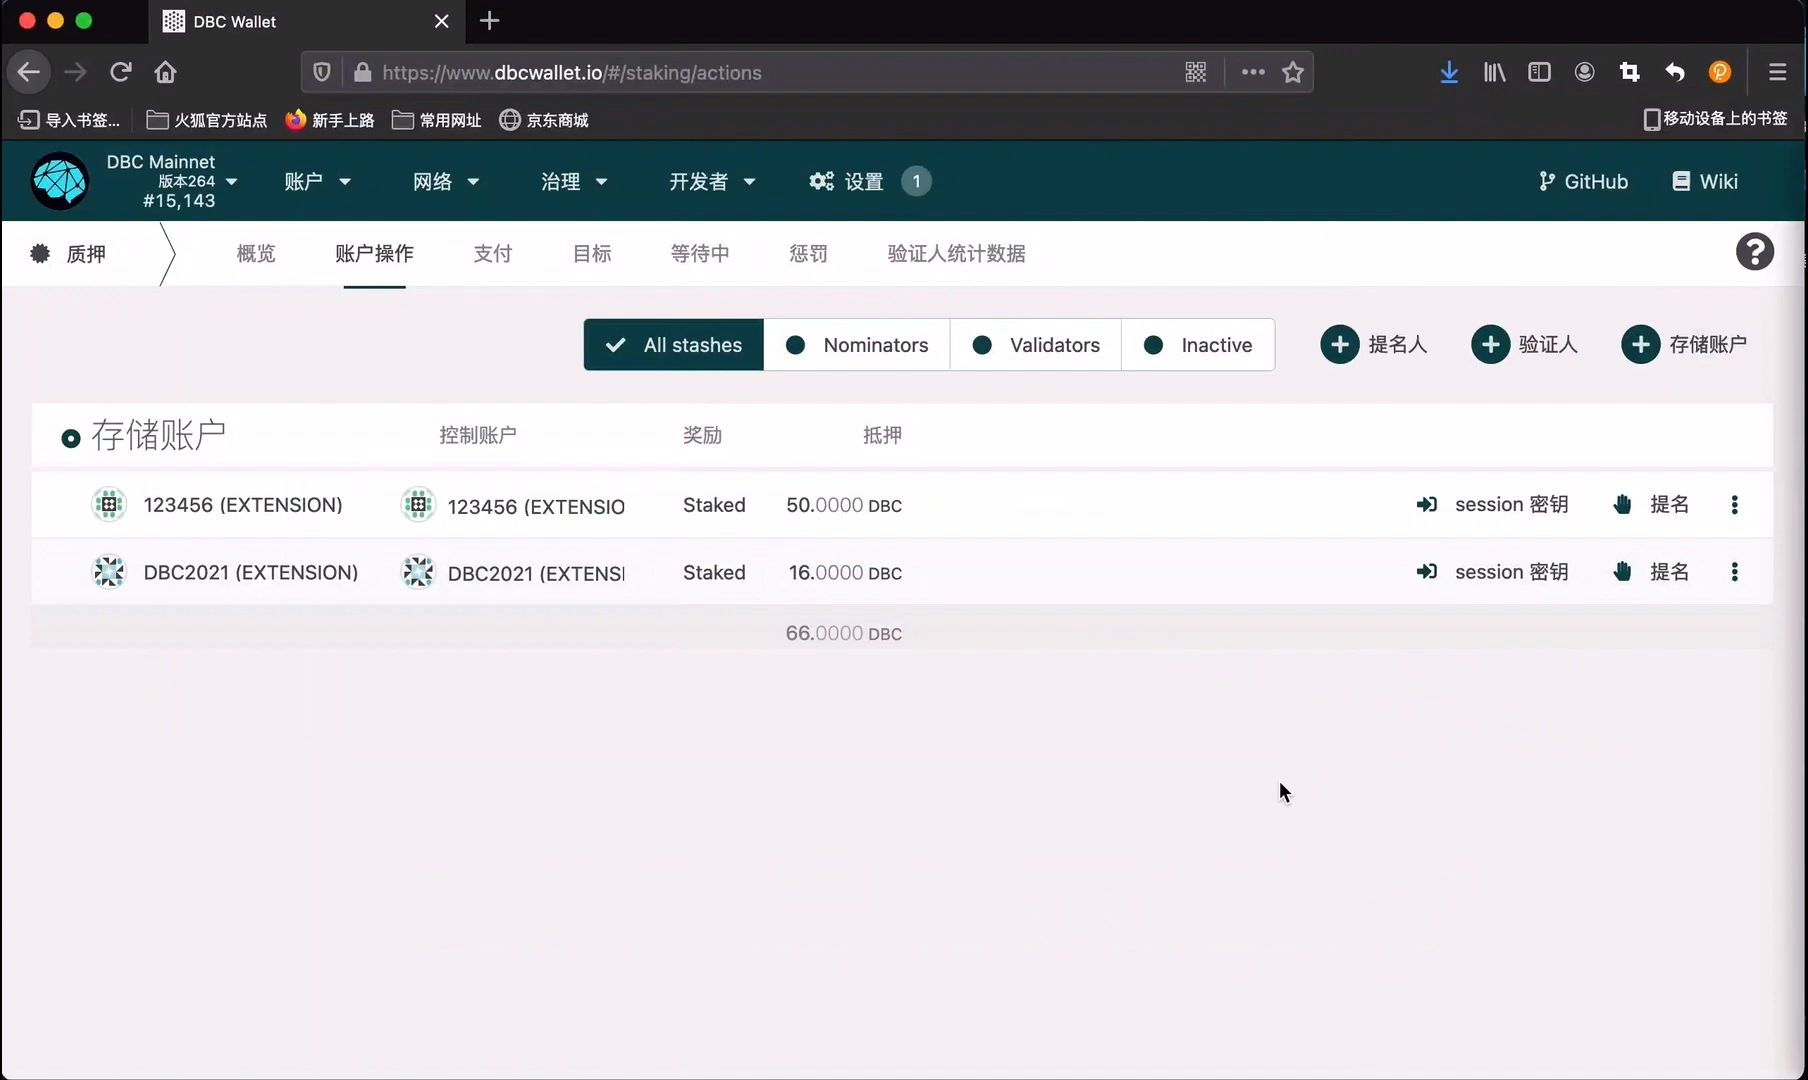 DBC Wallet
https://www.dbcwallet.io/#/staking/actions
导入书签...
火狐官方站点
新手上路
常用网址
京东商城
移动设备上的书签
DBC Mainnet
版本264
#15,143
账户
网络
治理
开发者
设置
1
GitHub
Wiki
质押
概览
账户操作
支付
目标
等待中
惩罚
验证人统计数据
All stashes
Nominators
Validators
Inactive
提名人
验证人
存储账户
存储账户 控制账户 奖励 抵押
123456 (EXTENSION) 123456 (EXTENSIO Staked 50.0000 DBC session 密钥 提名
DBC2021 (EXTENSION) DBC2021 (EXTENSI Staked 16.0000 DBC session 密钥 提名
66.0000 DBC